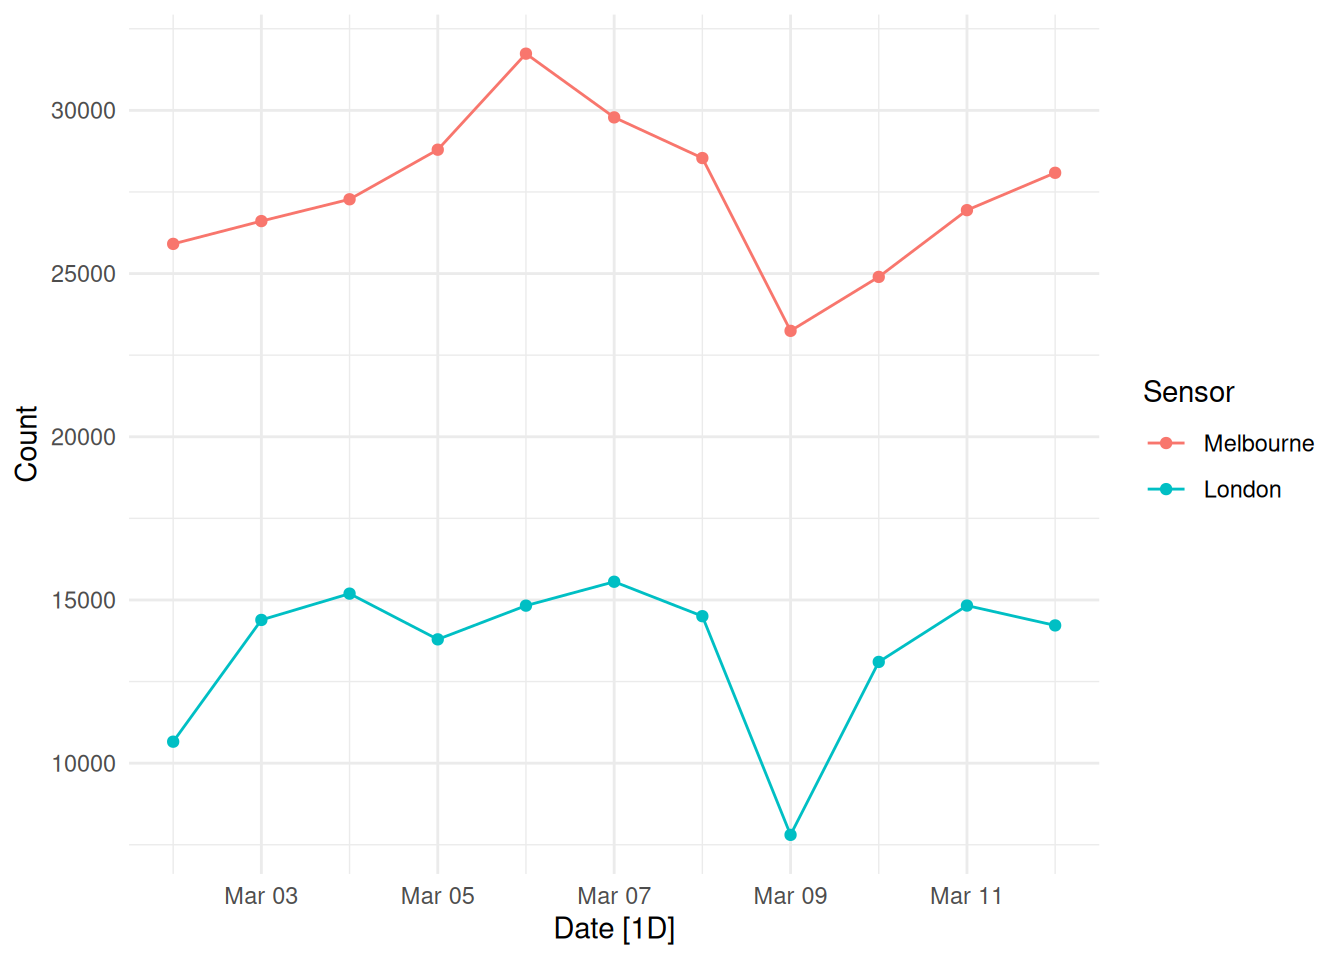 30000
25000
20000
15000
10000
Count
Mar 03
Mar 05
Mar 07
Mar 09
Mar 11
Date [1D]
Sensor
Melbourne
London